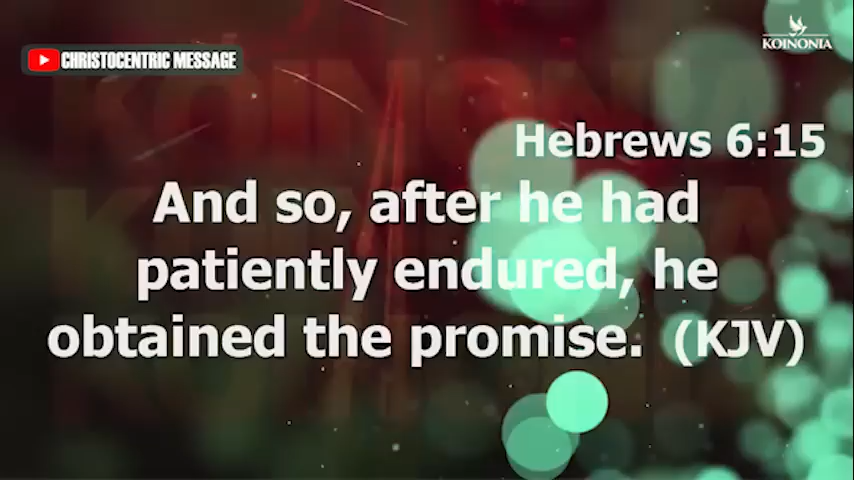 CHRISTOCENTRIC MESSAGE
KOINONIA
Hebrews 6:15
And so, after he had
patiently endured, he
obtained the promise. (KJV)